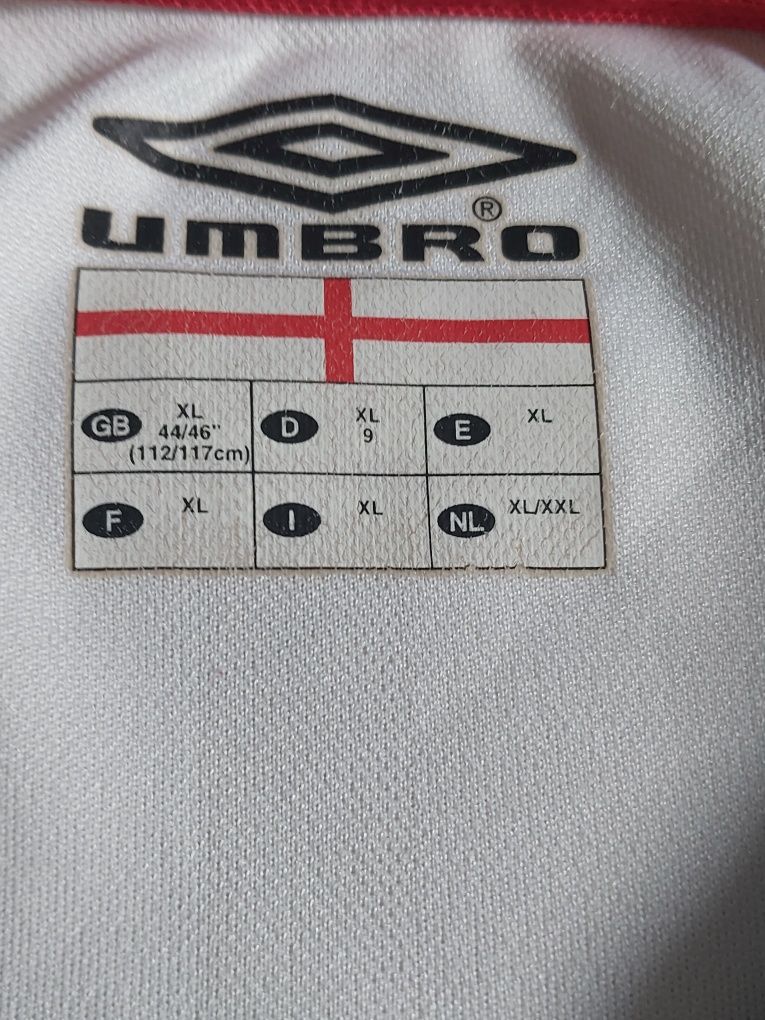 UMBRO®
GB XL
44/46"
(112/117cm)
D XL
9
E XL
F XL
I XL
NL XL/XXL